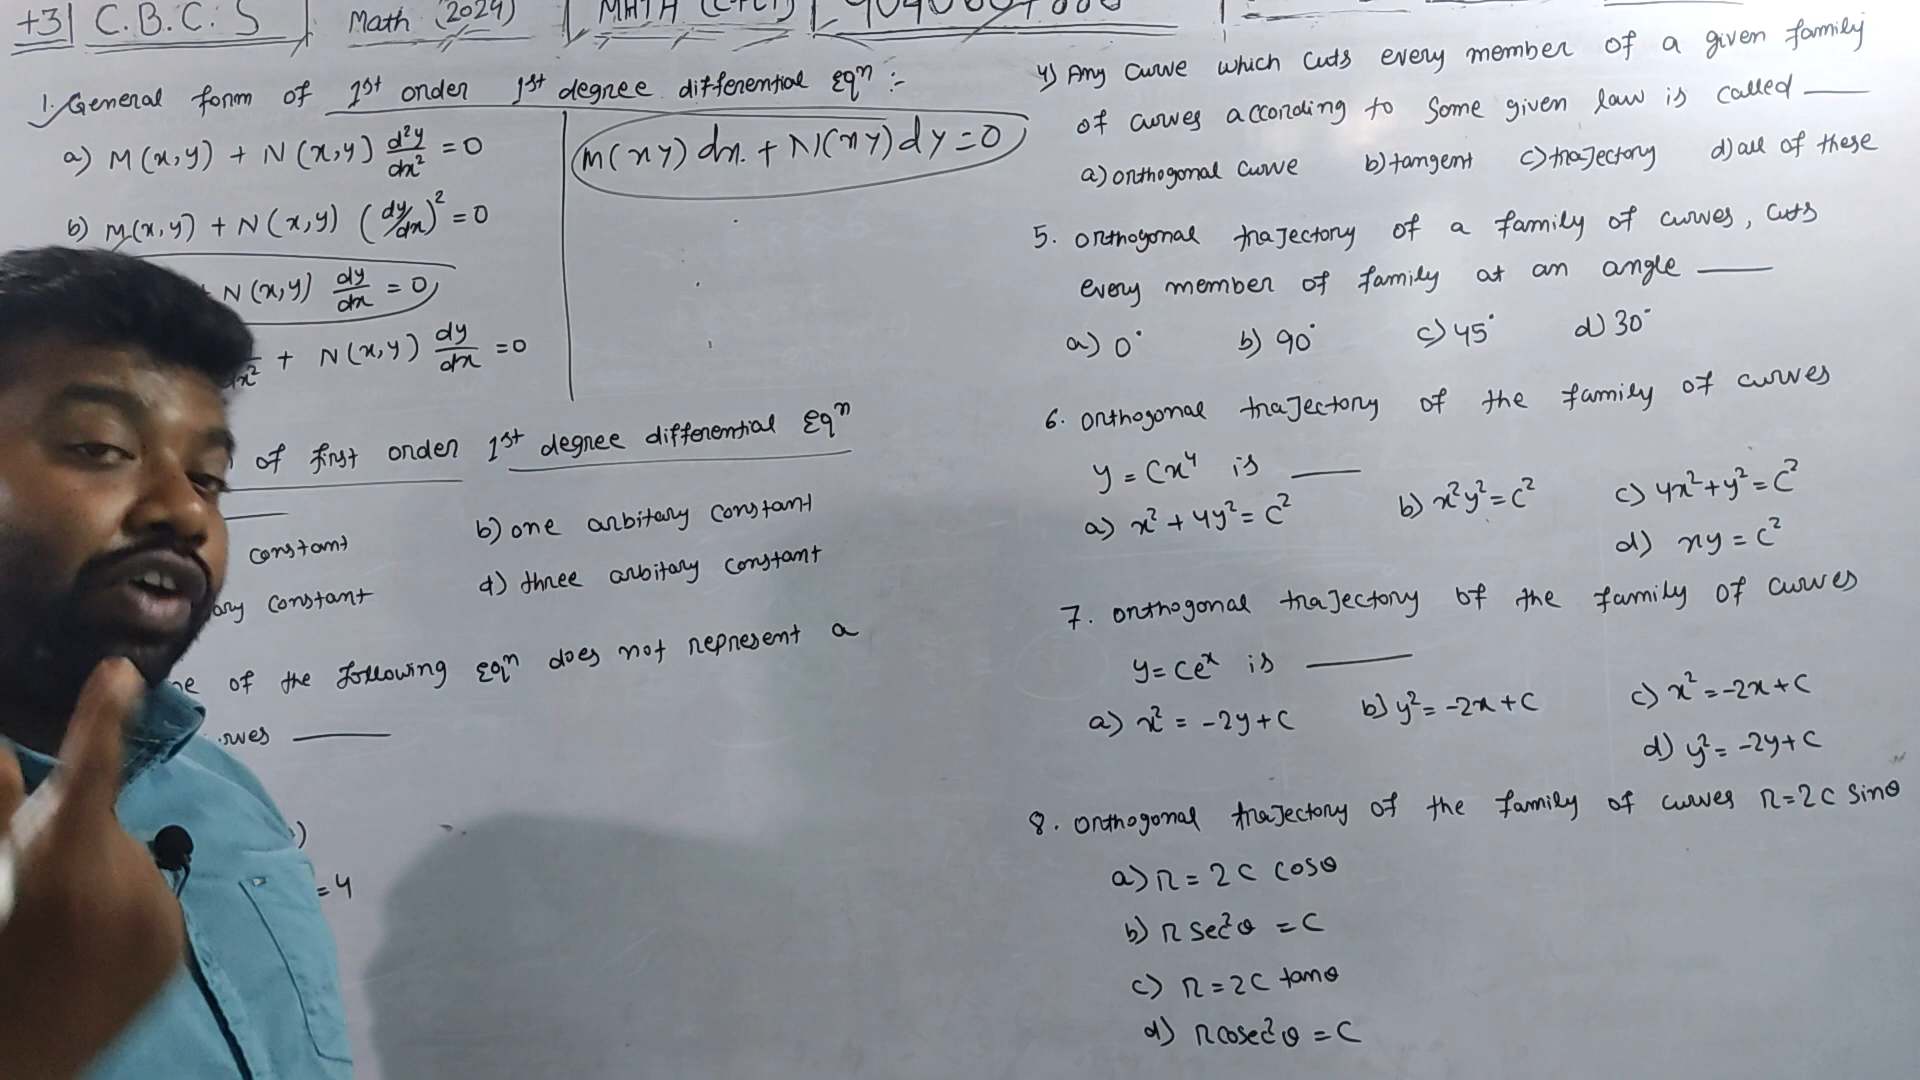 +3 C.B.C.S Math (2024) MATH
1. General form of 1st order 1st degree differential Eqⁿ :-
a) M(x,y) + N(x,y) d²y/dx² = 0
M(xy) dx. + N(xy) dy = 0
b) M(x,y) + N(x,y) (dy/dx)² = 0
N(x,y) dy/dx = 0
+ N(x,y) dy/dx = 0
of first order 1st degree differential Eqⁿ
constant b) one arbitary constant
constant d) three arbitary constant
of the following Eqⁿ does not represent a
= 4
4) Any curve which cuts every member of a given family
of curves according to some given law is called ____
a) orthogonal curve b) tangent c) trajectory d) all of these
5. orthogonal trajectory of a family of curves, cuts
every member of family at an angle ____
a) 0° b) 90° c) 45° d) 30°
6. orthogonal trajectory of the family of curves
y = Cx⁴ is ____
a) x² + 4y² = C² b) x²y² = C² c) 4x² + y² = C²
d) xy = C²
7. orthogonal trajectory of the family of curves
y = Ceˣ is ____
a) x² = -2y + C b) y² = -2x + C c) x² = -2x + C
d) y² = -2y + C
8. orthogonal trajectory of the family of curves r = 2C sinθ
a) r = 2C cosθ
b) r sec²θ = C
c) r = 2C tanθ
d) r cosec²θ = C